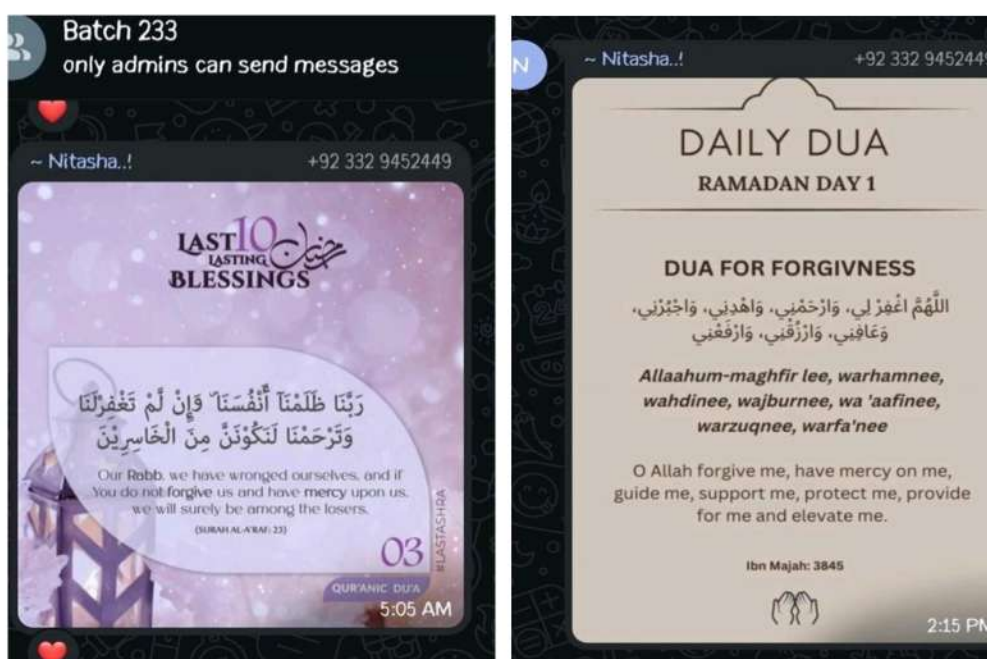 Batch 233
only admins can send messages
~ Nitasha..!
+92 332 9452449
LAST 10
LASTING
BLESSINGS
رمضان
رَبَّنَا ظَلَمْنَآ أَنْفُسَنَا ۫ وَإِنْ لَّمْ تَغْفِرْلَنَا
وَتَرْحَمْنَا لَنَكُوْنَنَّ مِنَ الْخَاسِرِيْنَ
Our Rabb, we have wronged ourselves, and if
You do not forgive us and have mercy upon us,
we will surely be among the losers.
(SURAH AL-A'RAF: 23)
#LASTASHRA
03
QUR'ANIC DU'A
5:05 AM
N
~ Nitasha..!
+92 332 9452449
DAILY DUA
RAMADAN DAY 1
DUA FOR FORGIVNESS
اللَّهُمَّ اغْفِرْ لِي، وَارْحَمْنِي، وَاهْدِنِي، وَاجْبُرْنِي،
وَعَافِنِي، وَارْزُقْنِي، وَارْفَعْنِي
Allaahum-maghfir lee, warhamnee,
wahdinee, wajburnee, wa 'aafinee,
warzuqnee, warfa'nee
O Allah forgive me, have mercy on me,
guide me, support me, protect me, provide
for me and elevate me.
Ibn Majah: 3845
2:15 PM